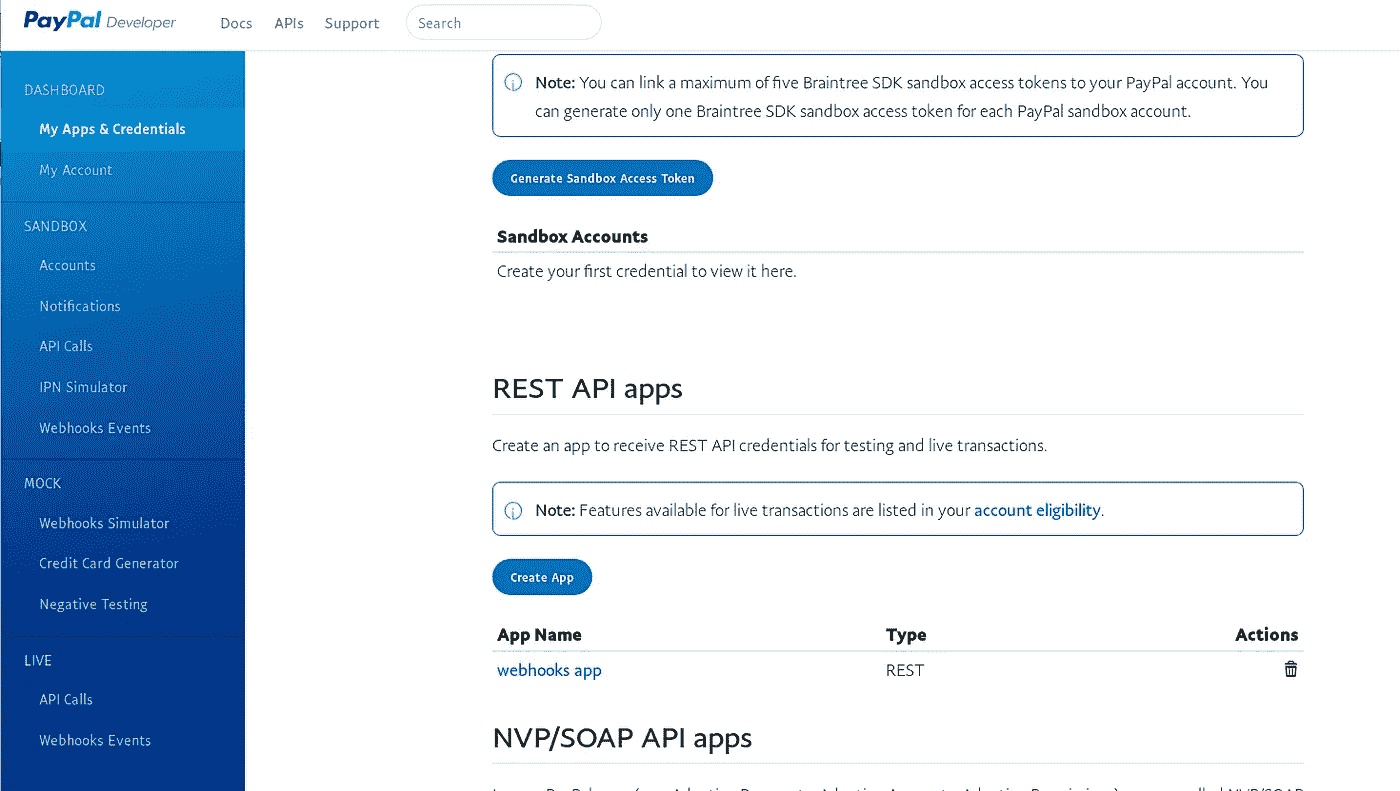 PayPal Developer
Docs APIs Support Search
DASHBOARD
My Apps & Credentials
My Account
SANDBOX
Accounts
Notifications
API Calls
IPN Simulator
Webhooks Events
MOCK
Webhooks Simulator
Credit Card Generator
Negative Testing
LIVE
API Calls
Webhooks Events
Note: You can link a maximum of five Braintree SDK sandbox access tokens to your PayPal account. You
can generate only one Braintree SDK sandbox access token for each PayPal sandbox account.
Generate Sandbox Access Token
Sandbox Accounts
Create your first credential to view it here.
REST API apps
Create an app to receive REST API credentials for testing and live transactions.
Note: Features available for live transactions are listed in your account eligibility.
Create App
App Name Type Actions
webhooks app REST
NVP/SOAP API apps